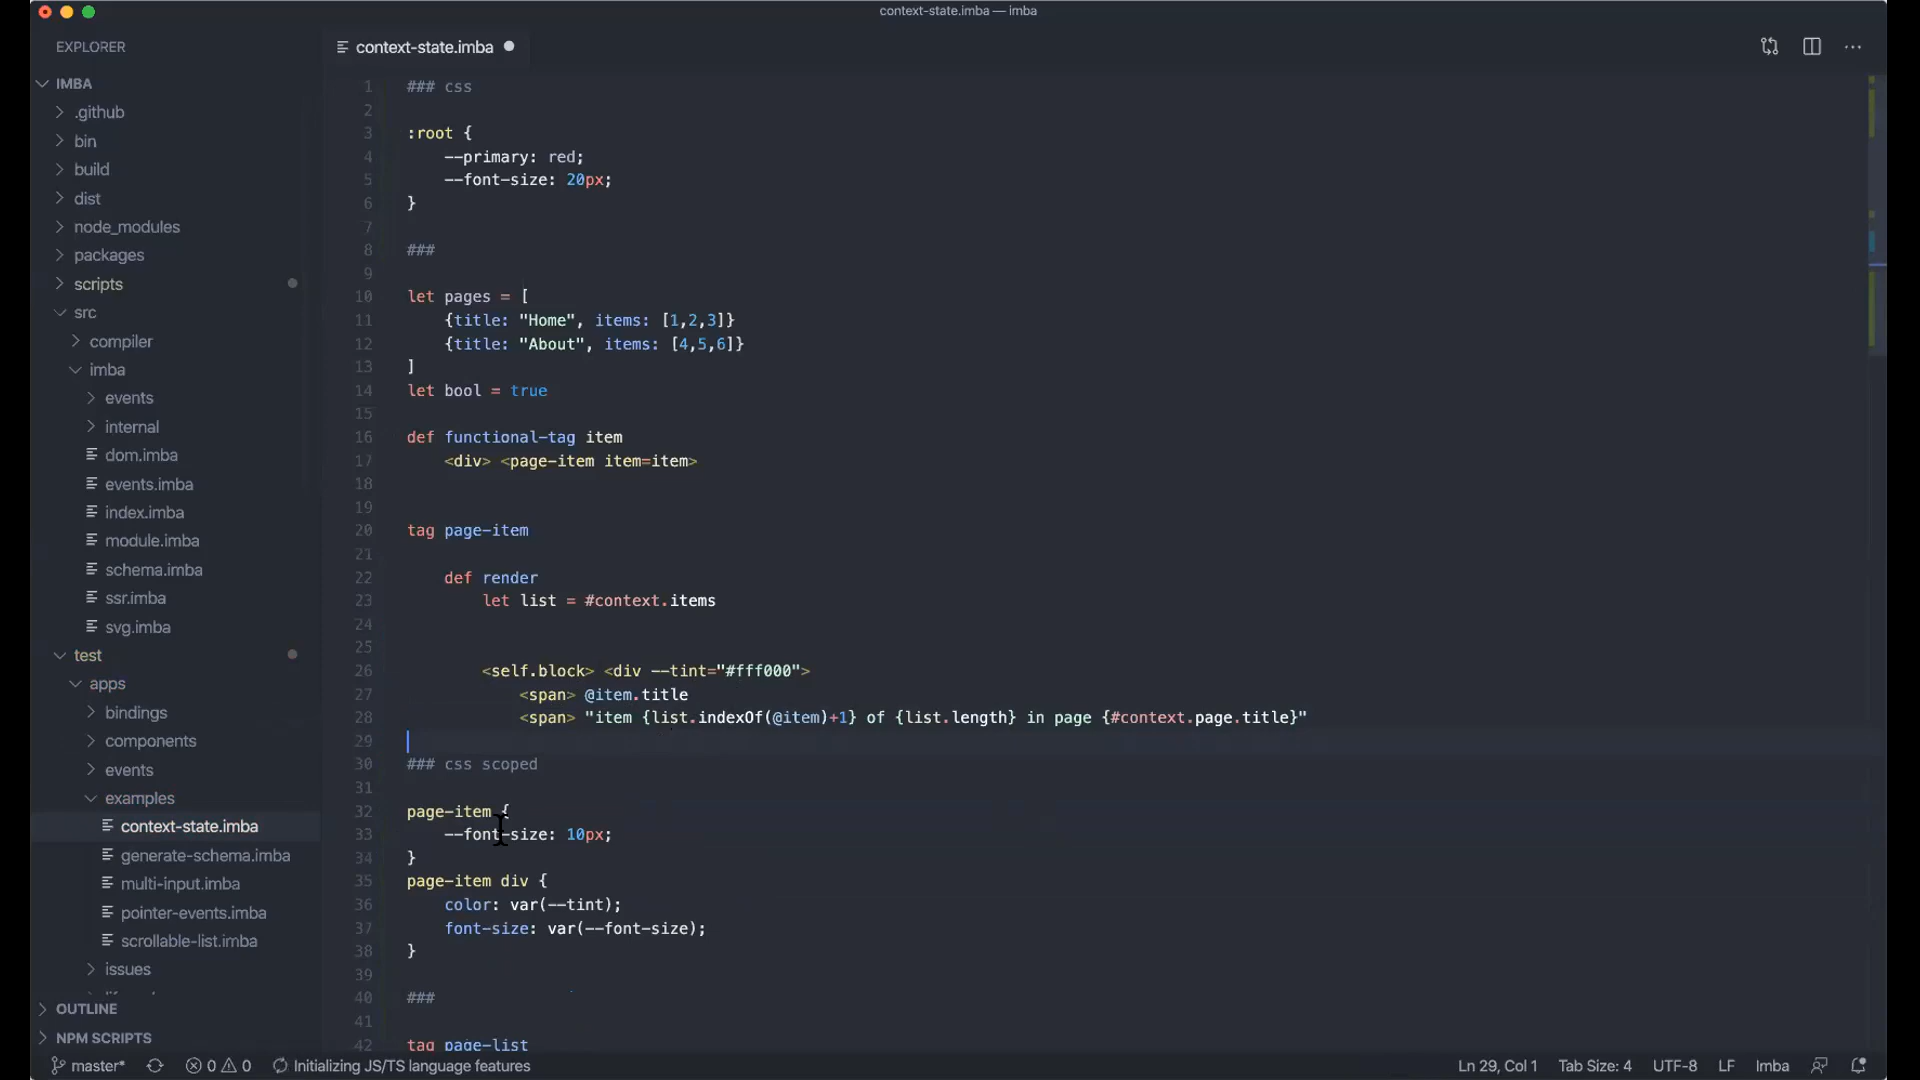 context-state.imba — imba
EXPLORER
IMBA
.github
bin
build
dist
node_modules
packages
scripts
src
compiler
imba
events
internal
dom.imba
events.imba
index.imba
module.imba
schema.imba
ssr.imba
svg.imba
test
apps
bindings
components
events
examples
context-state.imba
generate-schema.imba
multi-input.imba
pointer-events.imba
scrollable-list.imba
issues
OUTLINE
NPM SCRIPTS
context-state.imba
1 ### css
2
3 :root {
4 --primary: red;
5 --font-size: 20px;
6 }
7
8 ###
9
10 let pages = [
11 {title: "Home", items: [1,2,3]}
12 {title: "About", items: [4,5,6]}
13 ]
14 let bool = true
15
16 def functional-tag item
17 <div> <page-item item=item>
18
19
20 tag page-item
21
22 def render
23 let list = #context.items
24
25
26 <self.block> <div --tint="#fff000">
27 <span> @item.title
28 <span> "item {list.indexOf(@item)+1} of {list.length} in page {#context.page.title}"
29
30 ### css scoped
31
32 page-item {
33 --font-size: 10px;
34 }
35 page-item div {
36 color: var(--tint);
37 font-size: var(--font-size);
38 }
39
40 ###
41
42 tag page-list
master* 0 0 Initializing JS/TS language features Ln 29, Col 1 Tab Size: 4 UTF-8 LF Imba